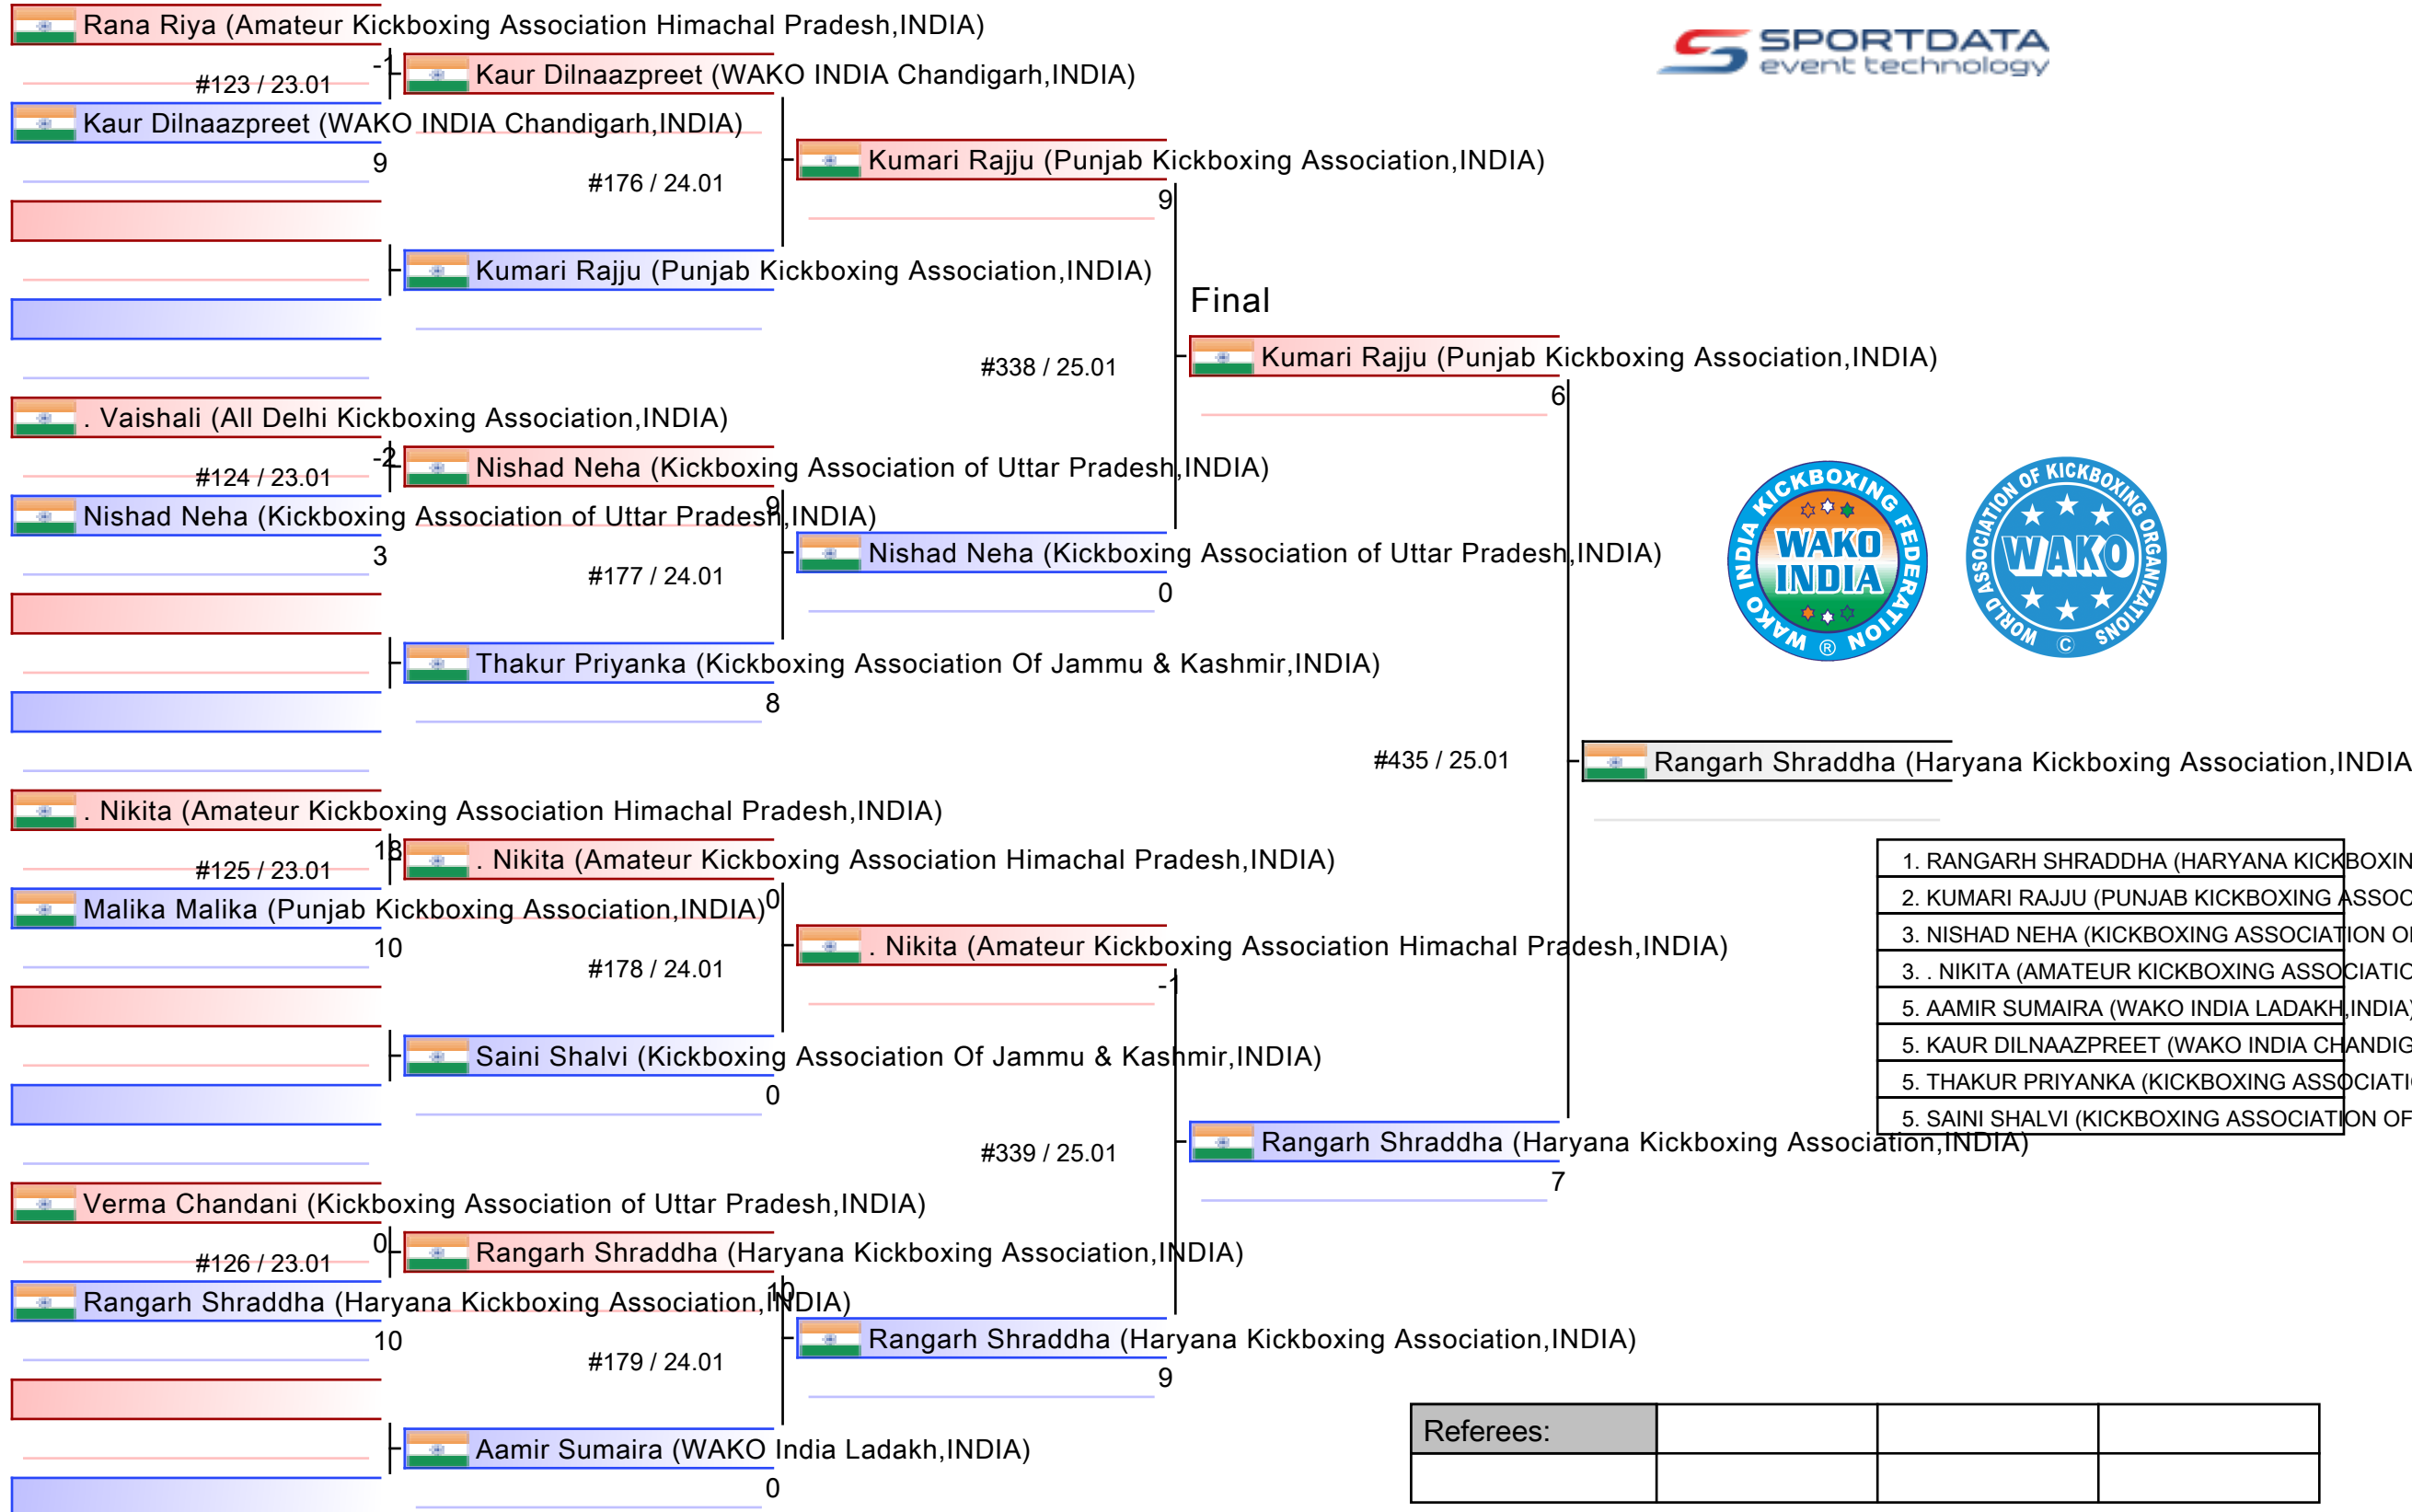 Rana Riya (Amateur Kickboxing Association Himachal Pradesh,INDIA)
-1
#123 / 23.01
Kaur Dilnaazpreet (WAKO INDIA Chandigarh,INDIA)
9
. Vaishali (All Delhi Kickboxing Association,INDIA)
-2
#124 / 23.01
Nishad Neha (Kickboxing Association of Uttar Pradesh,INDIA)
3
. Nikita (Amateur Kickboxing Association Himachal Pradesh,INDIA)
18
#125 / 23.01
Malika Malika (Punjab Kickboxing Association,INDIA)
10
Verma Chandani (Kickboxing Association of Uttar Pradesh,INDIA)
0
#126 / 23.01
Rangarh Shraddha (Haryana Kickboxing Association,INDIA)
10
Kaur Dilnaazpreet (WAKO INDIA Chandigarh,INDIA)
#176 / 24.01
Kumari Rajju (Punjab Kickboxing Association,INDIA)
Nishad Neha (Kickboxing Association of Uttar Pradesh,INDIA)
9
#177 / 24.01
Thakur Priyanka (Kickboxing Association Of Jammu & Kashmir,INDIA)
8
. Nikita (Amateur Kickboxing Association Himachal Pradesh,INDIA)
0
#178 / 24.01
Saini Shalvi (Kickboxing Association Of Jammu & Kashmir,INDIA)
0
Rangarh Shraddha (Haryana Kickboxing Association,INDIA)
10
#179 / 24.01
Aamir Sumaira (WAKO India Ladakh,INDIA)
0
Kumari Rajju (Punjab Kickboxing Association,INDIA)
9
#338 / 25.01
Nishad Neha (Kickboxing Association of Uttar Pradesh,INDIA)
0
. Nikita (Amateur Kickboxing Association Himachal Pradesh,INDIA)
-1
#339 / 25.01
Rangarh Shraddha (Haryana Kickboxing Association,INDIA)
9
Final
Kumari Rajju (Punjab Kickboxing Association,INDIA)
6
#435 / 25.01
Rangarh Shraddha (Haryana Kickboxing Association,INDIA)
7
Rangarh Shraddha (Haryana Kickboxing Association,INDIA
SPORTDATA
event technology
WAKO INDIA KICKBOXING FEDERATION
WAKO
INDIA
®
WORLD ASSOCIATION OF KICKBOXING ORGANIZATIONS
WAKO
©
1. RANGARH SHRADDHA (HARYANA KICKBOXIN
2. KUMARI RAJJU (PUNJAB KICKBOXING ASSOC
3. NISHAD NEHA (KICKBOXING ASSOCIATION O
3. . NIKITA (AMATEUR KICKBOXING ASSOCIATIO
5. AAMIR SUMAIRA (WAKO INDIA LADAKH,INDIA)
5. KAUR DILNAAZPREET (WAKO INDIA CHANDIG
5. THAKUR PRIYANKA (KICKBOXING ASSOCIATI
5. SAINI SHALVI (KICKBOXING ASSOCIATION OF
Referees: